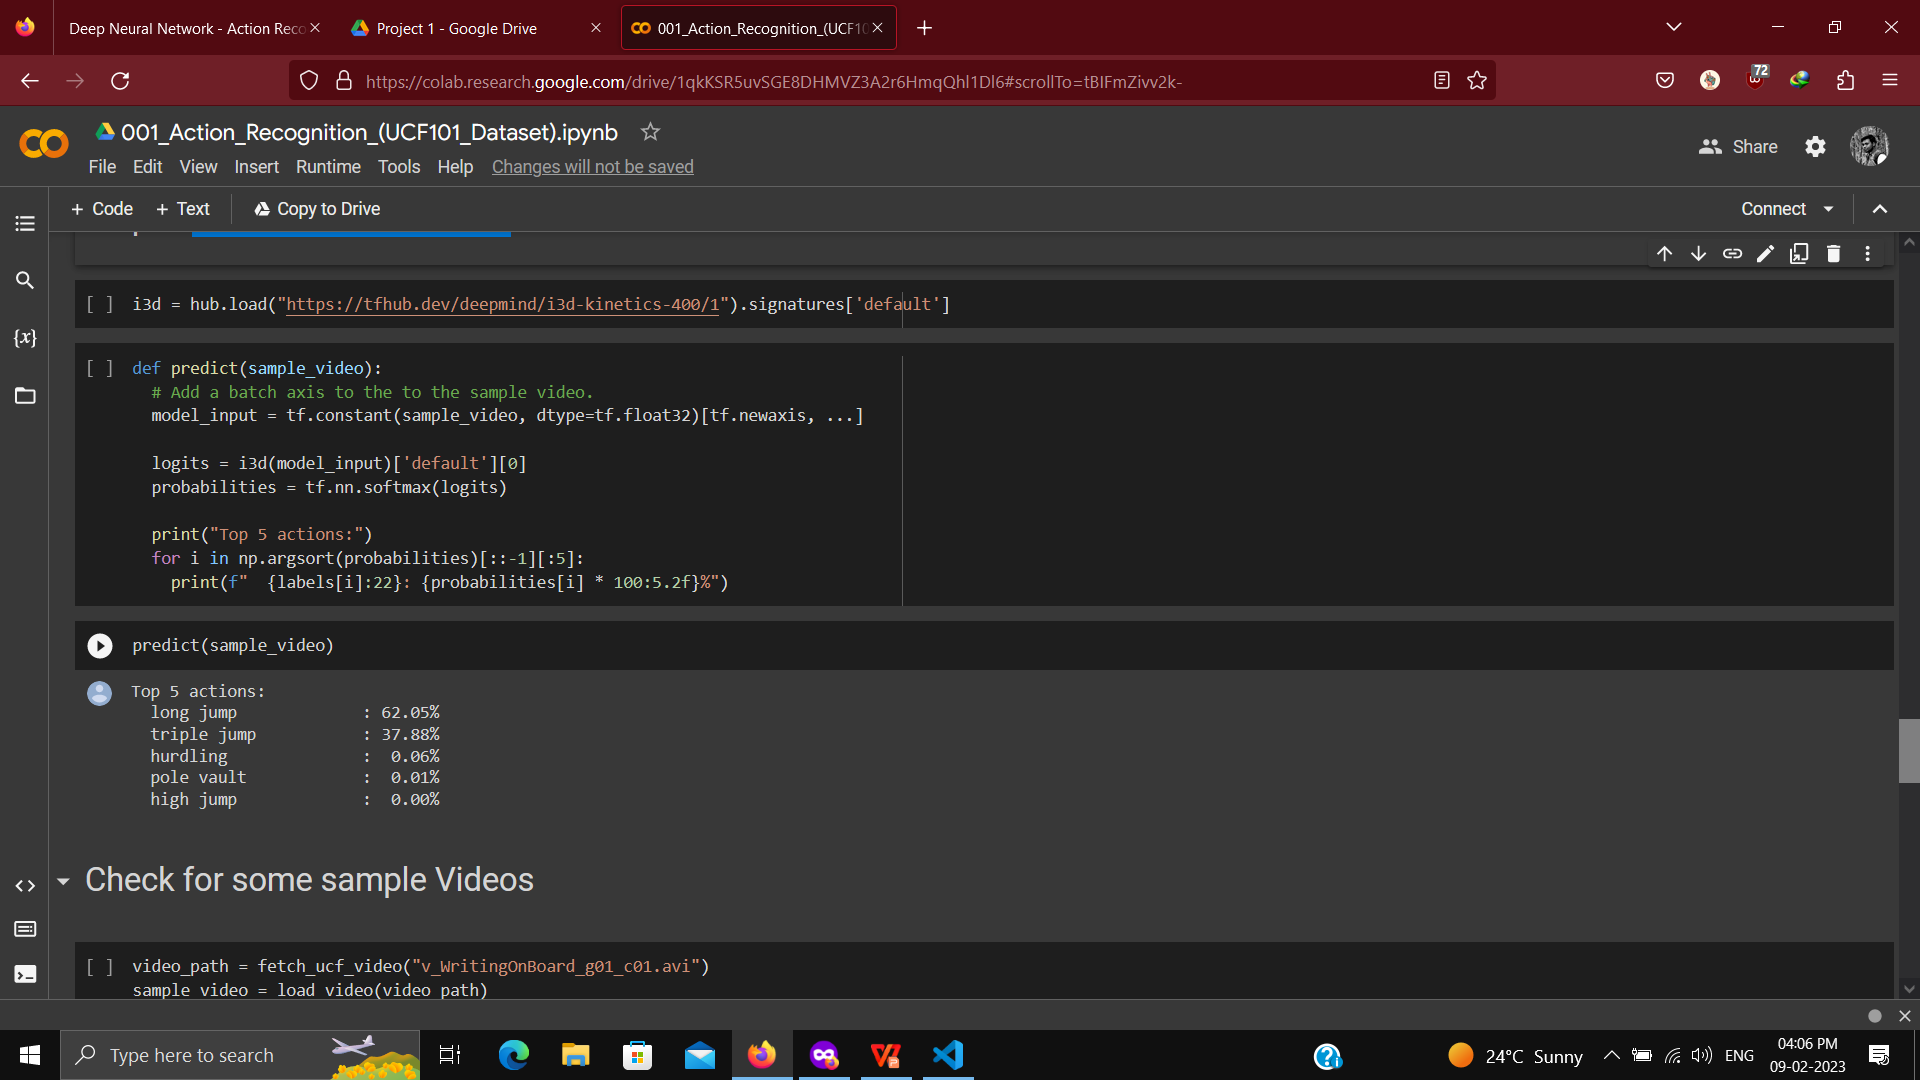 Deep Neural Network - Action Reco
Project 1 - Google Drive
001_Action_Recognition_(UCF10
https://colab.research.google.com/drive/1qkKSR5uvSGE8DHMVZ3A2r6HmqQhl1Dl6#scrollTo=tBIFmZivv2k-
72
001_Action_Recognition_(UCF101_Dataset).ipynb
Share
File Edit View Insert Runtime Tools Help Changes will not be saved
+ Code + Text Copy to Drive
Connect
[ ] i3d = hub.load("https://tfhub.dev/deepmind/i3d-kinetics-400/1").signatures['default']
{x}
[ ] def predict(sample_video):
# Add a batch axis to the to the sample video.
model_input = tf.constant(sample_video, dtype=tf.float32)[tf.newaxis, ...]
logits = i3d(model_input)['default'][0]
probabilities = tf.nn.softmax(logits)
print("Top 5 actions:")
for i in np.argsort(probabilities)[::-1][:5]:
print(f"  {labels[i]:22}: {probabilities[i] * 100:5.2f}%")
predict(sample_video)
Top 5 actions:
long jump : 62.05%
triple jump : 37.88%
hurdling : 0.06%
pole vault : 0.01%
high jump : 0.00%
Check for some sample Videos
[ ] video_path = fetch_ucf_video("v_WritingOnBoard_g01_c01.avi")
sample_video = load_video(video_path)
Type here to search
24°C Sunny
ENG
04:06 PM
09-02-2023